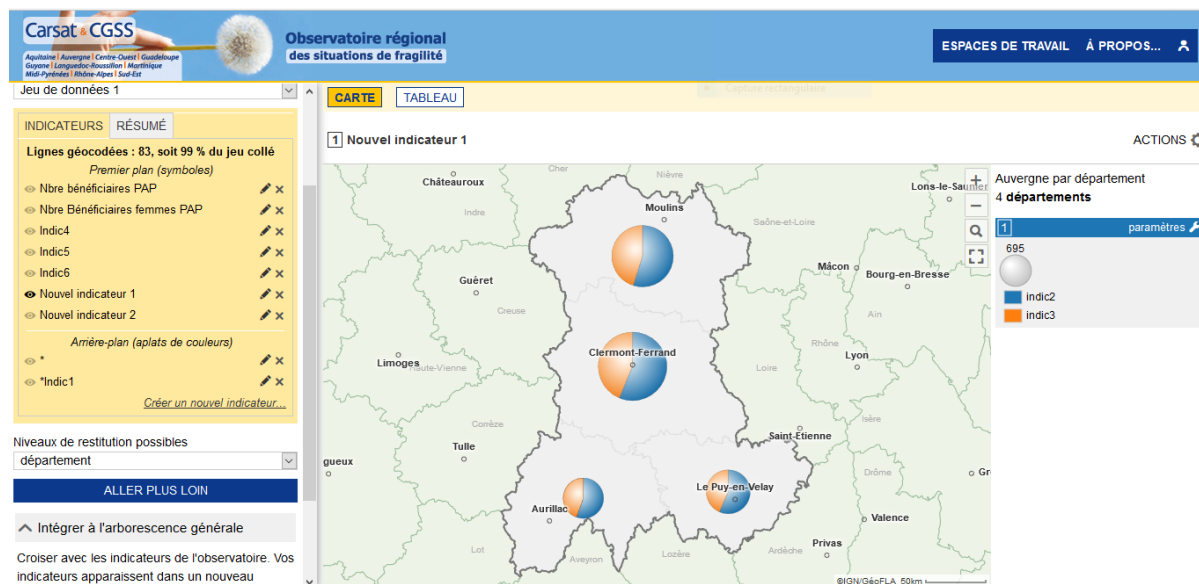 Carsat & CGSS
Aquitaine | Auvergne | Centre-Ouest | Guadeloupe
Guyane | Languedoc-Roussillon | Martinique
Midi-Pyrénées | Rhône-Alpes | Sud-Est
Observatoire régional
des situations de fragilité
ESPACES DE TRAVAIL À PROPOS...
Jeu de données 1
CARTE TABLEAU
Capture rectangulaire
INDICATEURS RÉSUMÉ
Lignes géocodées : 83, soit 99 % du jeu collé
Premier plan (symboles)
Nbre bénéficiaires PAP
Nbre Bénéficiaires femmes PAP
Indic4
Indic5
Indic6
Nouvel indicateur 1
Nouvel indicateur 2
Arrière-plan (aplats de couleurs)
*
*Indic1
Créer un nouvel indicateur...
Niveaux de restitution possibles
département
ALLER PLUS LOIN
Intégrer à l'arborescence générale
Croiser avec les indicateurs de l'observatoire. Vos
indicateurs apparaissent dans un nouveau
1 Nouvel indicateur 1
ACTIONS
Cher
Nièvre
Châteauroux
Lons-le-Saunier
Indre
Moulins
Saône-et-Loire
Mâcon
Bourg-en-Bresse
Guéret
Creuse
Ain
Rhône
Clermont-Ferrand
Lyon
Limoges
Haute-Vienne
Loire
Corrèze
Isère
Saint-Étienne
Tulle
gueux
Drôme
Gr
Le Puy-en-Velay
Aurillac
Valence
Privas
Lot
Aveyron
Lozère
Ardèche
©IGN/GéoFLA 50km
+
−
Auvergne par département
4 départements
1 paramètres
695
indic2
indic3